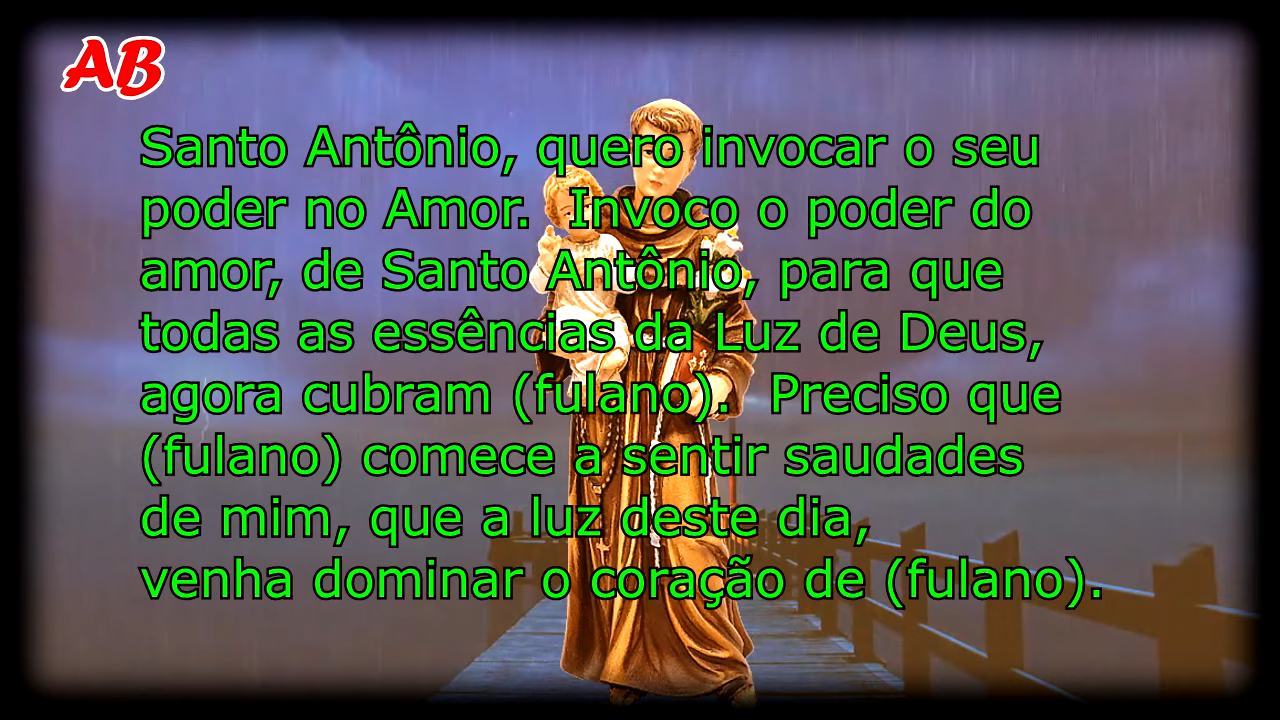 AB
Santo Antônio, quero invocar o seu
poder no Amor.  Invoco o poder do
amor, de Santo Antônio, para que
todas as essências da Luz de Deus,
agora cubram (fulano).  Preciso que
(fulano) comece a sentir saudades
de mim, que a luz deste dia,
venha dominar o coração de (fulano).